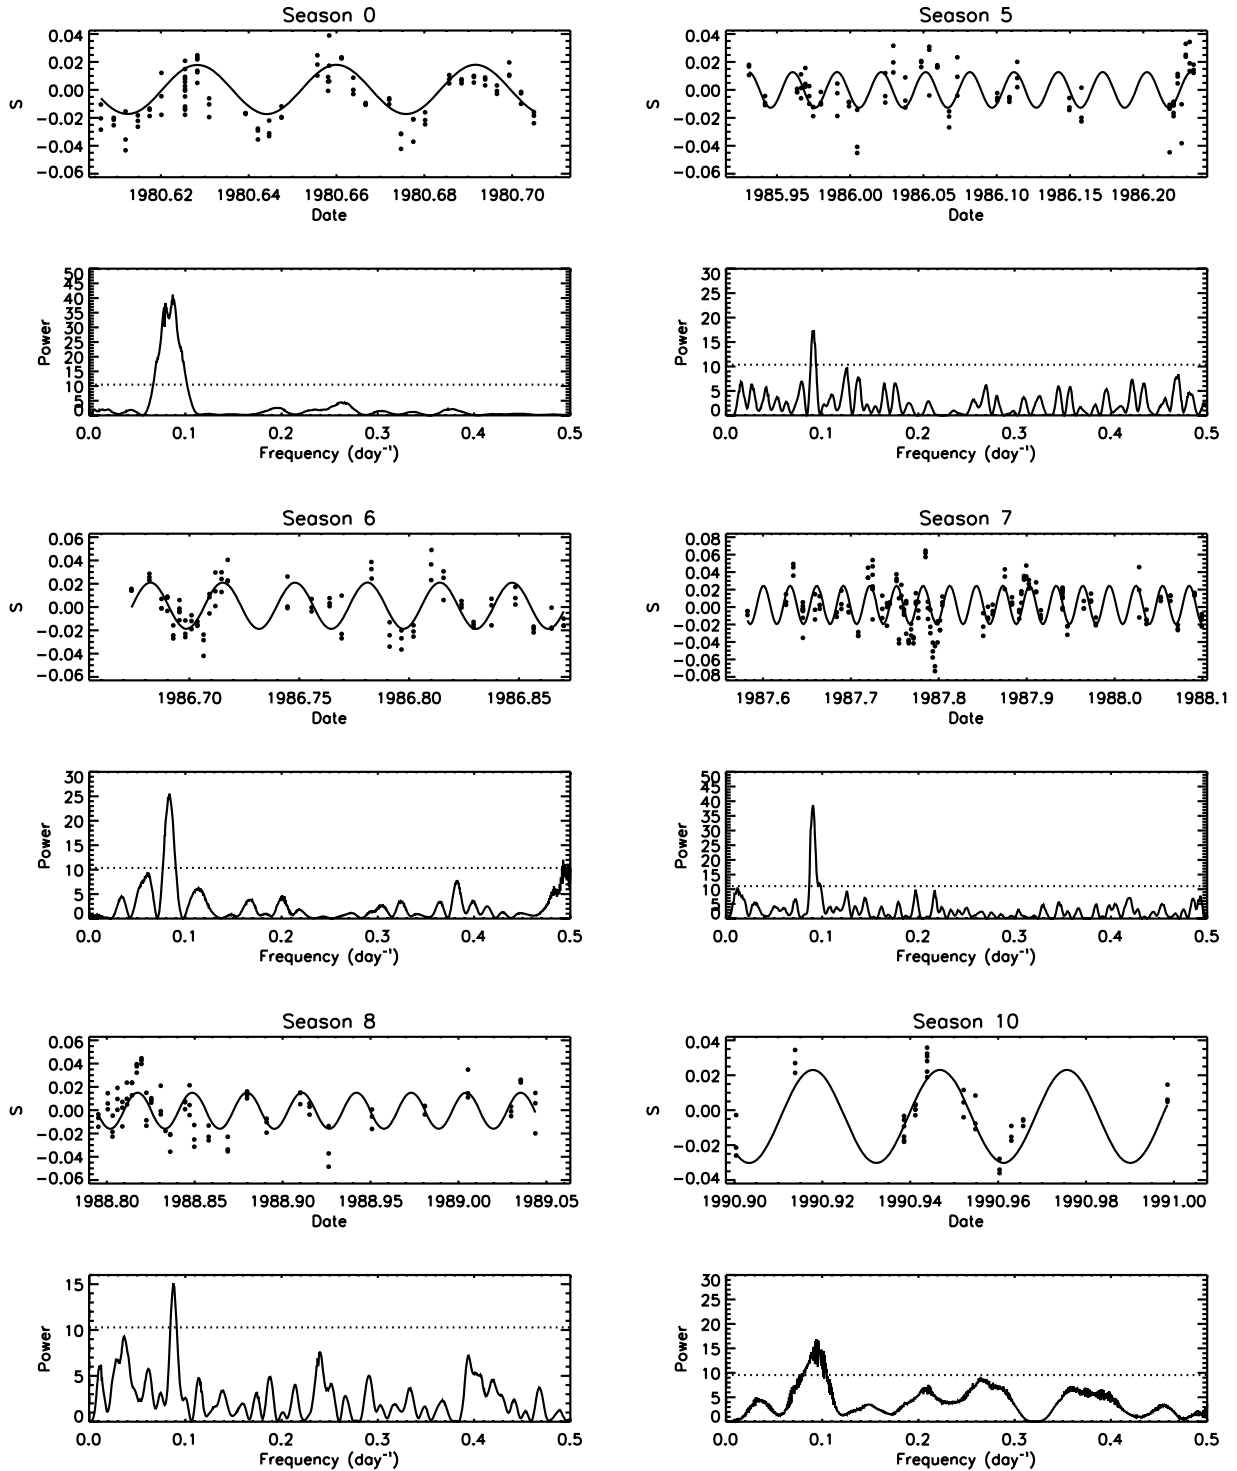 Season 0
0.04
0.02
0.00
−0.02
−0.04
−0.06
S
1980.62 1980.64 1980.66 1980.68 1980.70
Date
50
45
40
35
30
25
20
15
10
5
0
Power
0.0 0.1 0.2 0.3 0.4 0.5
Frequency (day⁻¹)
Season 5
0.04
0.02
0.00
−0.02
−0.04
−0.06
S
1985.95 1986.00 1986.05 1986.10 1986.15 1986.20
Date
30
25
20
15
10
5
0
Power
0.0 0.1 0.2 0.3 0.4 0.5
Frequency (day⁻¹)
Season 6
0.06
0.04
0.02
0.00
−0.02
−0.04
−0.06
S
1986.70 1986.75 1986.80 1986.85
Date
30
25
20
15
10
5
0
Power
0.0 0.1 0.2 0.3 0.4 0.5
Frequency (day⁻¹)
Season 7
0.08
0.06
0.04
0.02
0.00
−0.02
−0.04
−0.06
−0.08
S
1987.6 1987.7 1987.8 1987.9 1988.0 1988.1
Date
50
45
40
35
30
25
20
15
10
5
0
Power
0.0 0.1 0.2 0.3 0.4 0.5
Frequency (day⁻¹)
Season 8
0.06
0.04
0.02
0.00
−0.02
−0.04
−0.06
S
1988.80 1988.85 1988.90 1988.95 1989.00 1989.05
Date
15
10
5
0
Power
0.0 0.1 0.2 0.3 0.4 0.5
Frequency (day⁻¹)
Season 10
0.04
0.02
0.00
−0.02
−0.04
S
1990.90 1990.92 1990.94 1990.96 1990.98 1991.00
Date
30
25
20
15
10
5
0
Power
0.0 0.1 0.2 0.3 0.4 0.5
Frequency (day⁻¹)